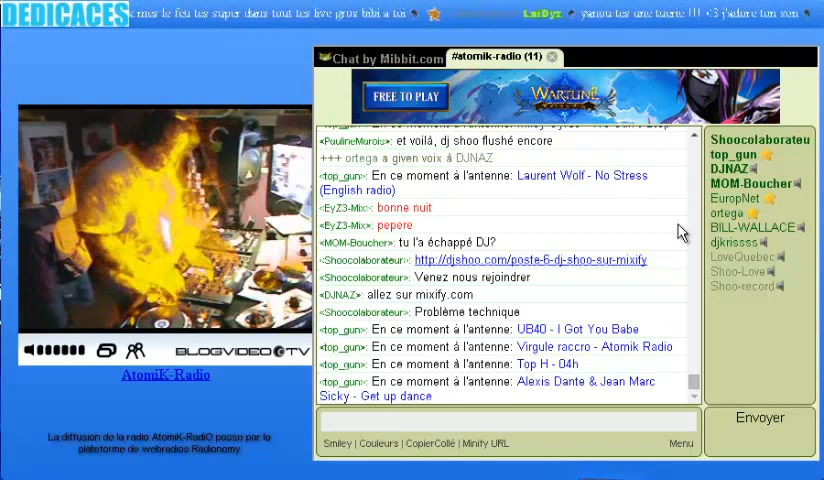 DEDICACES
mes le feu tes super dans tout tes live gros bibi a toi
LaiDyz
yanou tes une tuerie !!! <3 j'adore ton son
Chat by Mibbit.com
#atomik-radio (11)
FREE TO PLAY
WARTUNE
<PaulineMarois>: et voilà, dj shoo flushé encore
+++ ortega a given voix à DJNAZ
<top_gun>: En ce moment à l'antenne: Laurent Wolf - No Stress
(English radio)
<EyZ3-Mix>: bonne nuit
<EyZ3-Mix>: pepere
<MOM-Boucher>: tu l'a échappé DJ?
<Shoocolaborateur>: http://djshoo.com/poste-6-dj-shoo-sur-mixify
<Shoocolaborateur>: Venez nous rejoindrer
<DJNAZ>: allez sur mixify.com
<Shoocolaborateur>: Problème technique
<top_gun>: En ce moment à l'antenne: UB40 - I Got You Babe
<top_gun>: En ce moment à l'antenne: Virgule raccro - Atomik Radio
<top_gun>: En ce moment à l'antenne: Top H - 04h
<top_gun>: En ce moment à l'antenne: Alexis Dante & Jean Marc
Sicky - Get up dance
Shoocolaborateu
top_gun
DJNAZ
MOM-Boucher
EuropNet
ortega
BILL-WALLACE
djkrissss
LoveQuebec
Shoo-Love
Shoo-record
Envoyer
Smiley | Couleurs | CopierCollé | Minify URL
Menu
BLOGVIDEO TV
AtomiK-Radio
La diffusion de la radio AtomiK-RadiO passe par la
plateforme de webradios Radionomy.